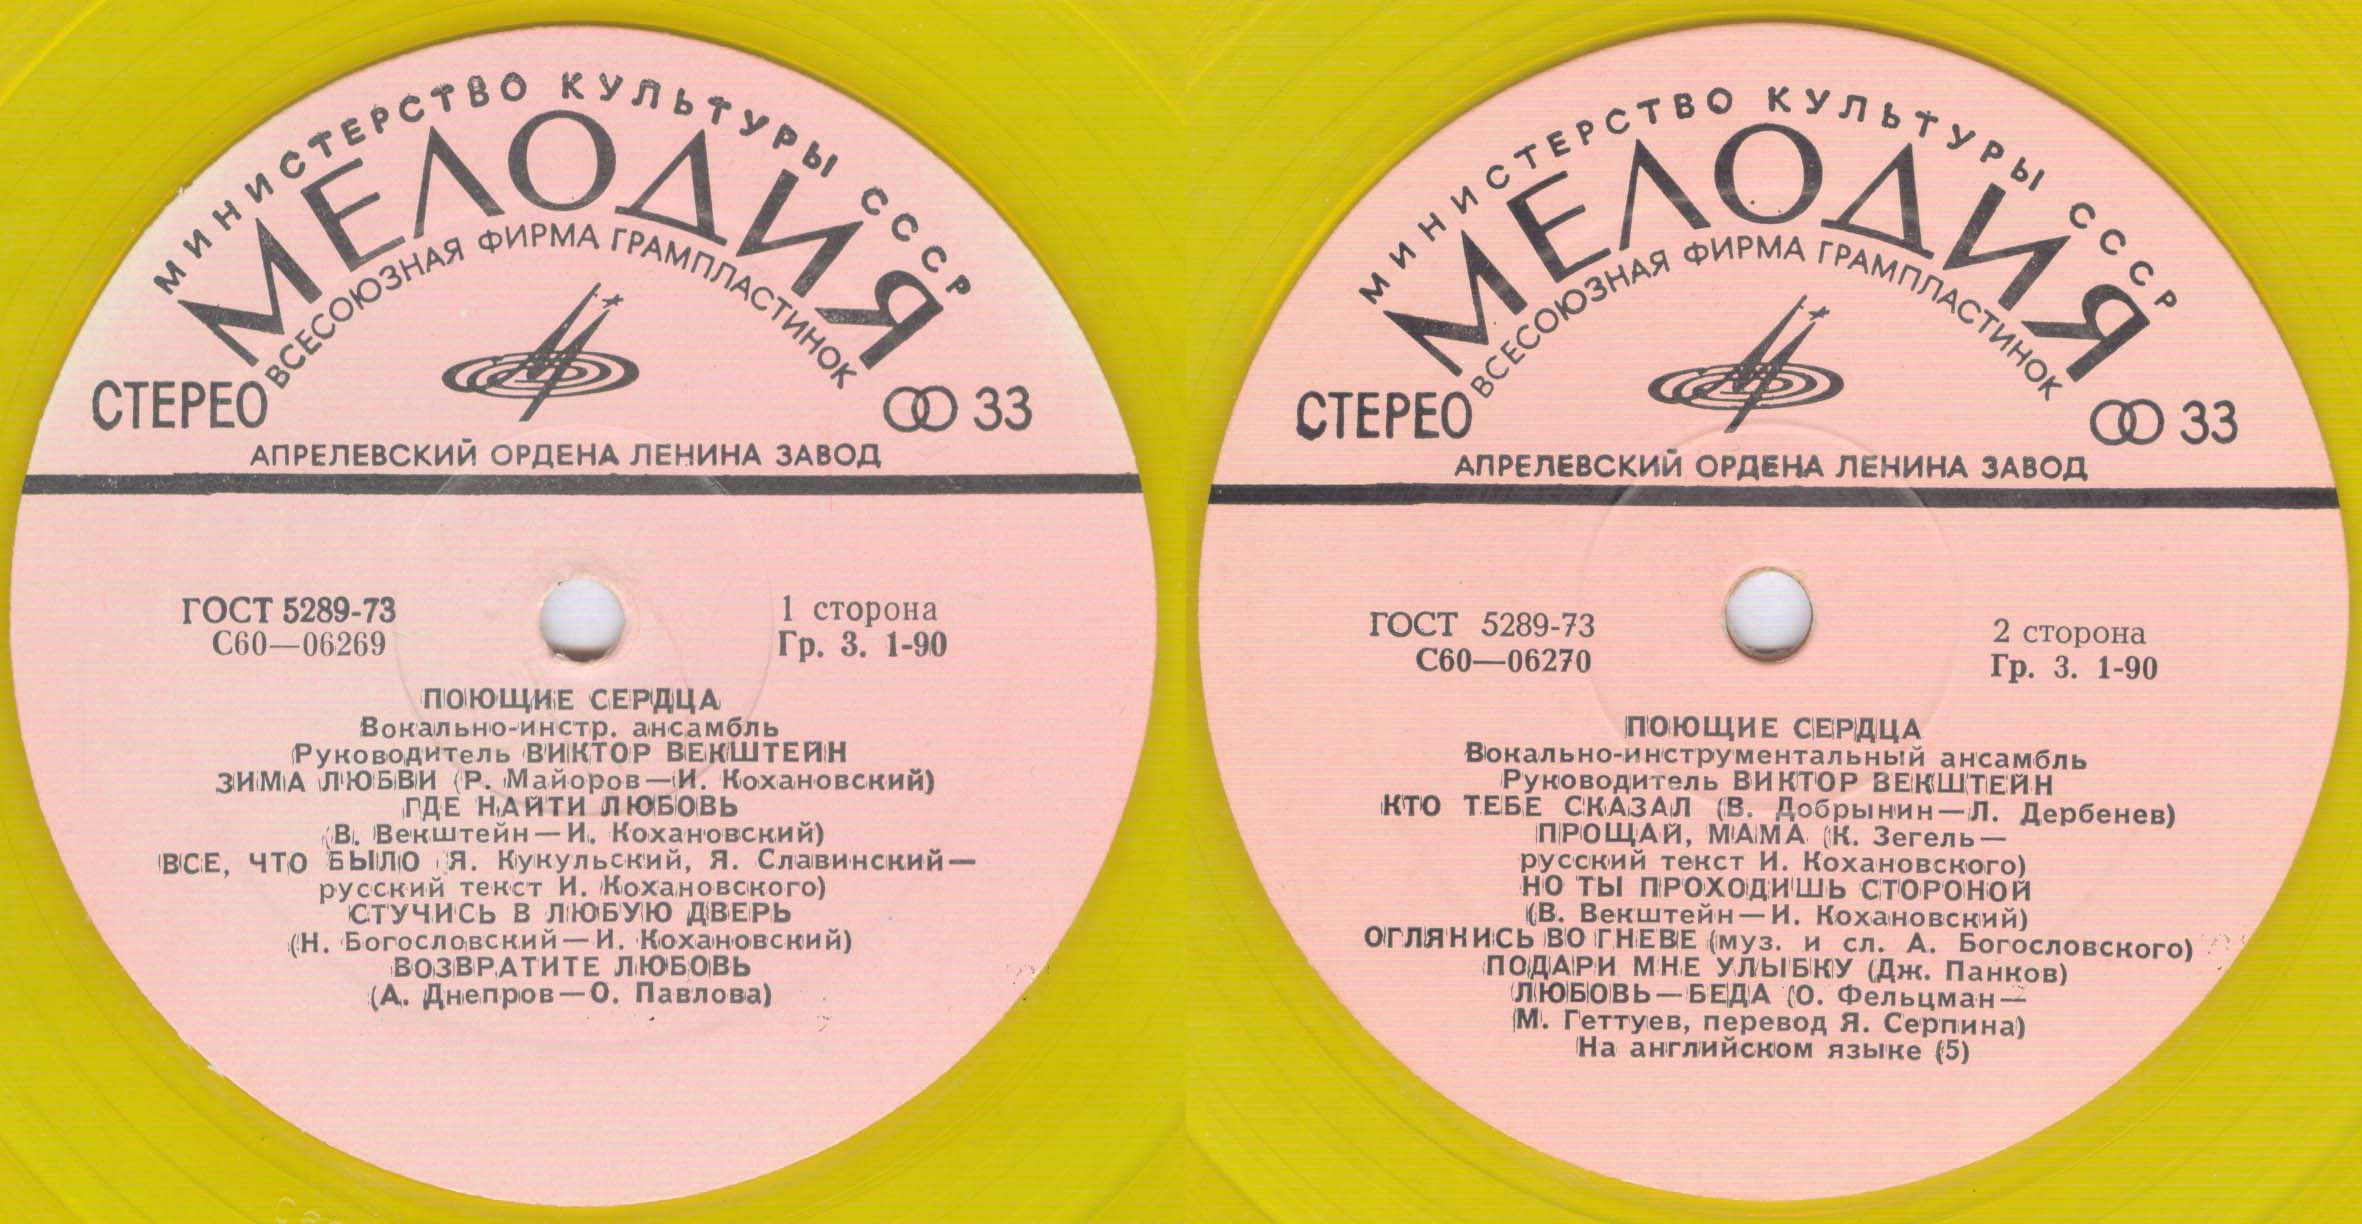 МИНИСТЕРСТВО КУЛЬТУРЫ СССР
МЕЛОДИЯ
ВСЕСОЮЗНАЯ ФИРМА ГРАМПЛАСТИНОК
СТЕРЕО
33
АПРЕЛЕВСКИЙ ОРДЕНА ЛЕНИНА ЗАВОД
ГОСТ 5289-73
1 сторона
С60—06269
Гр. 3. 1-90
ПОЮЩИЕ СЕРДЦА
Вокально-инстр. ансамбль
Руководитель ВИКТОР ВЕКШТЕЙН
ЗИМА ЛЮБВИ (Р. Майоров—И. Кохановский)
ГДЕ НАЙТИ ЛЮБОВЬ
(В. Векштейн—И. Кохановский)
ВСЕ, ЧТО БЫЛО (Я. Кукульский, Я. Славинский—
русский текст И. Кохановского)
СТУЧИСЬ В ЛЮБУЮ ДВЕРЬ
(Н. Богословский—И. Кохановский)
ВОЗВРАТИТЕ ЛЮБОВЬ
(А. Днепров—О. Павлова)
МИНИСТЕРСТВО КУЛЬТУРЫ СССР
МЕЛОДИЯ
ВСЕСОЮЗНАЯ ФИРМА ГРАМПЛАСТИНОК
СТЕРЕО
33
АПРЕЛЕВСКИЙ ОРДЕНА ЛЕНИНА ЗАВОД
ГОСТ 5289-73
2 сторона
С60—06270
Гр. 3. 1-90
ПОЮЩИЕ СЕРДЦА
Вокально-инструментальный ансамбль
Руководитель ВИКТОР ВЕКШТЕЙН
КТО ТЕБЕ СКАЗАЛ (В. Добрынин—Л. Дербенев)
ПРОЩАЙ, МАМА (К. Зегель—
русский текст И. Кохановского)
НО ТЫ ПРОХОДИШЬ СТОРОНОЙ
(В. Векштейн—И. Кохановский)
ОГЛЯНИСЬ ВО ГНЕВЕ (муз. и сл. А. Богословского)
ПОДАРИ МНЕ УЛЫБКУ (Дж. Панков)
ЛЮБОВЬ—БЕДА (О. Фельцман—
М. Геттуев, перевод Я. Серпина)
На английском языке (5)